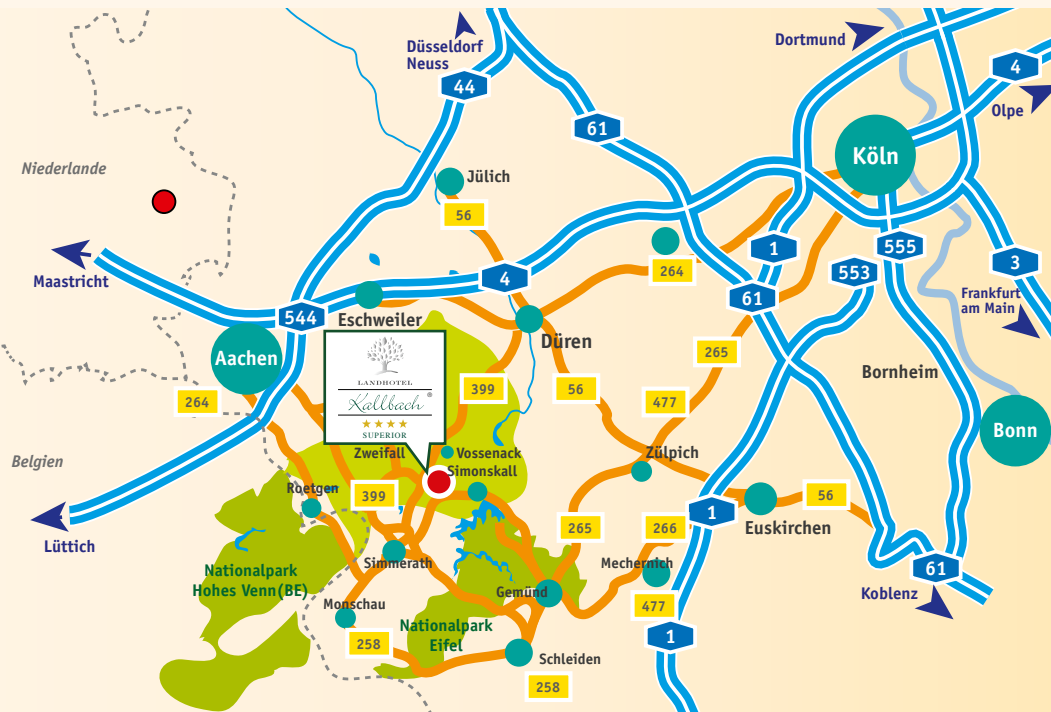 Düsseldorf
Neuss
Dortmund
44
4
Olpe
61
Köln
Niederlande
Jülich
56
1
555
264
4
553
3
Maastricht
61
Frankfurt
am Main
544
Eschweiler
Düren
Aachen
265
Bornheim
LANDHOTEL
Kallbach
SUPERIOR
399
56
264
477
Bonn
Zweifall
Vossenack
Zülpich
Belgien
Simonskall
Roetgen
399
56
1
265
266
Euskirchen
Lüttich
Simmerath
Mechernich
61
Nationalpark
Hohes Venn(BE)
Gemünd
Koblenz
Monschau
477
Nationalpark
Eifel
258
1
Schleiden
258